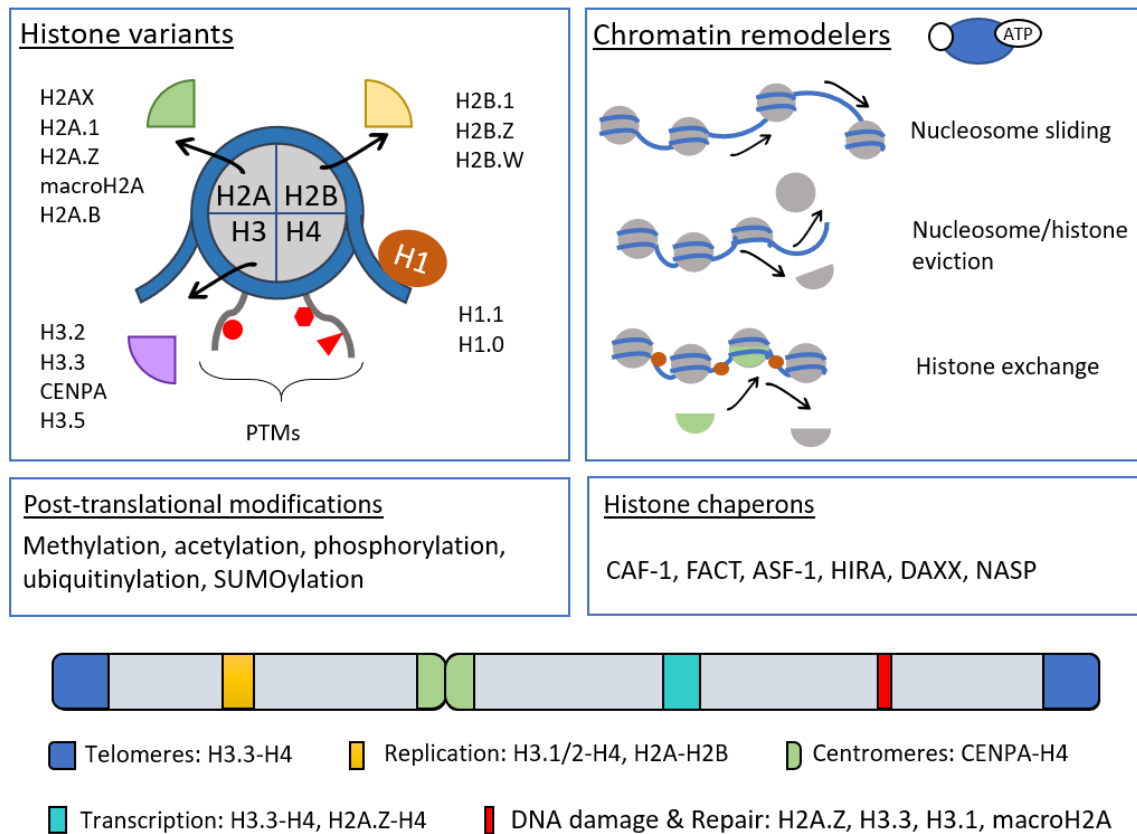 Histone variants
H2AX
H2A.1
H2A.Z
macroH2A
H2A.B
H2B.1
H2B.Z
H2B.W
H2A H2B
H3 H4
H1
H3.2
H3.3
CENPA
H3.5
H1.1
H1.0
PTMs
Chromatin remodelers
ATP
Nucleosome sliding
Nucleosome/histone
eviction
Histone exchange
Post-translational modifications
Methylation, acetylation, phosphorylation,
ubiquitinylation, SUMOylation
Histone chaperons
CAF-1, FACT, ASF-1, HIRA, DAXX, NASP
Telomeres: H3.3-H4
Replication: H3.1/2-H4, H2A-H2B
Centromeres: CENPA-H4
Transcription: H3.3-H4, H2A.Z-H4
DNA damage & Repair: H2A.Z, H3.3, H3.1, macroH2A